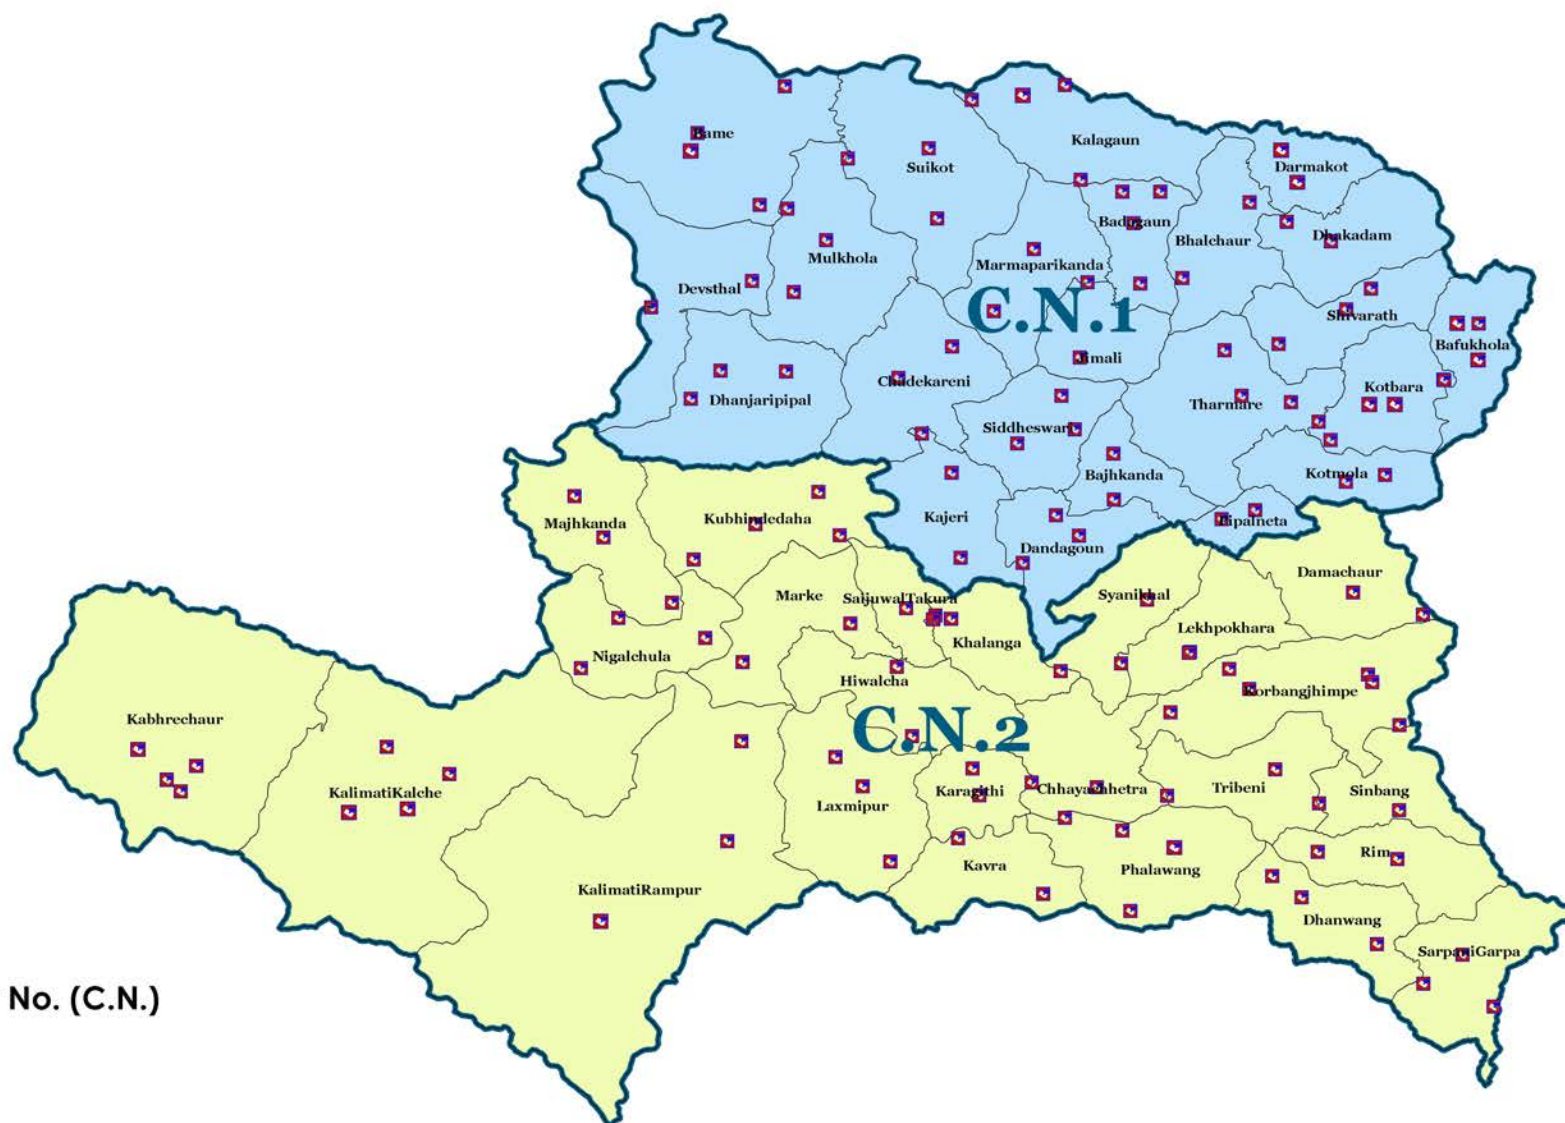 Bame
Suikot
Kalagaun
Darmakot
Badagaun
Dhakadam
Bhalchaur
Mulkhola
Marmaparikanda
Devsthal
C.N.1
Shivarath
Bafukhola
Jimali
Chadekareni
Kotbara
Dhanjaripipal
Tharmare
Siddheswari
Bajhkanda
Kotmola
Kajeri
Pipalneta
Dandagoun
Majhkanda
Kubhindedaha
Damachaur
Marke
SaijuwalTakura
Syanikhal
Lekhpokhara
Khalanga
Nigalchula
Hiwalcha
Korbangjhimpe
Kabhrechaur
C.N.2
KalimatiKalche
Laxmipur
Karagithi
Chhayachhetra
Tribeni
Sinbang
Rim
Kavra
Phalawang
KalimatiRampur
Dhanwang
SarpaniGarpa
No. (C.N.)